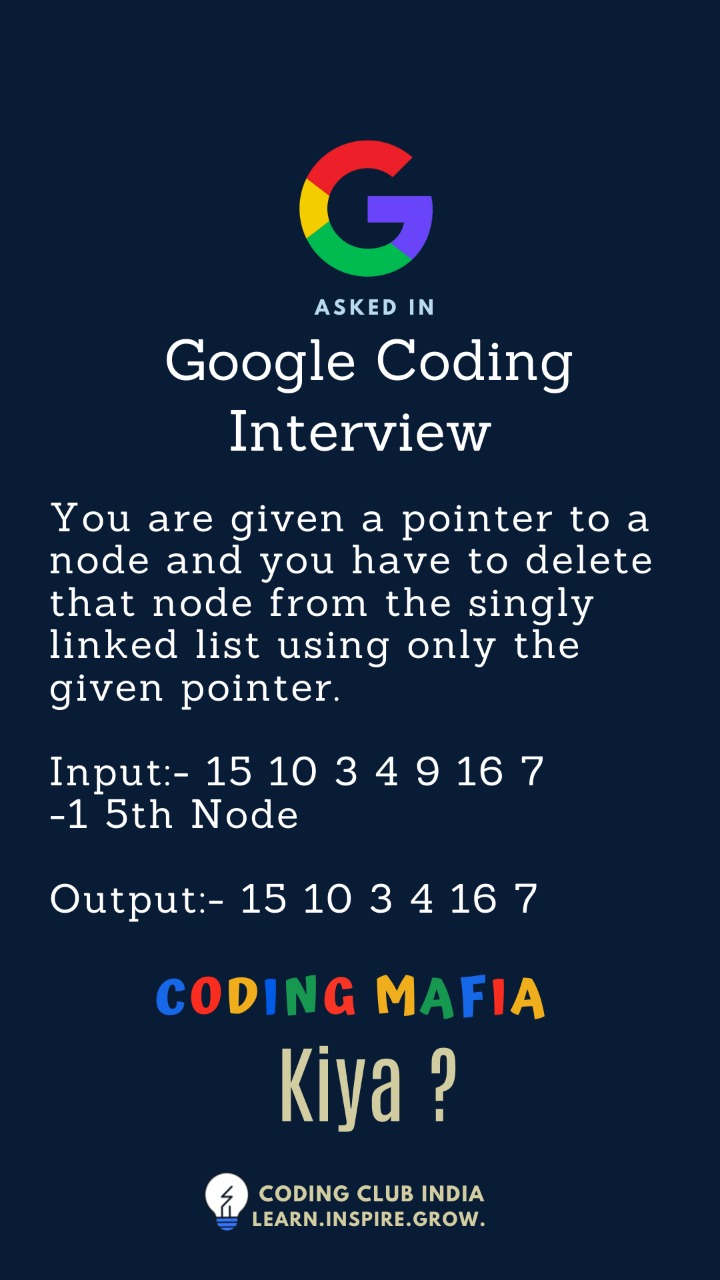 ASKED IN
Google Coding
Interview
You are given a pointer to a
node and you have to delete
that node from the singly
linked list using only the
given pointer.
Input:- 15 10 3 4 9 16 7
-1 5th Node
Output:- 15 10 3 4 16 7
CODING MAFIA
Kiya ?
CODING CLUB INDIA
LEARN.INSPIRE.GROW.